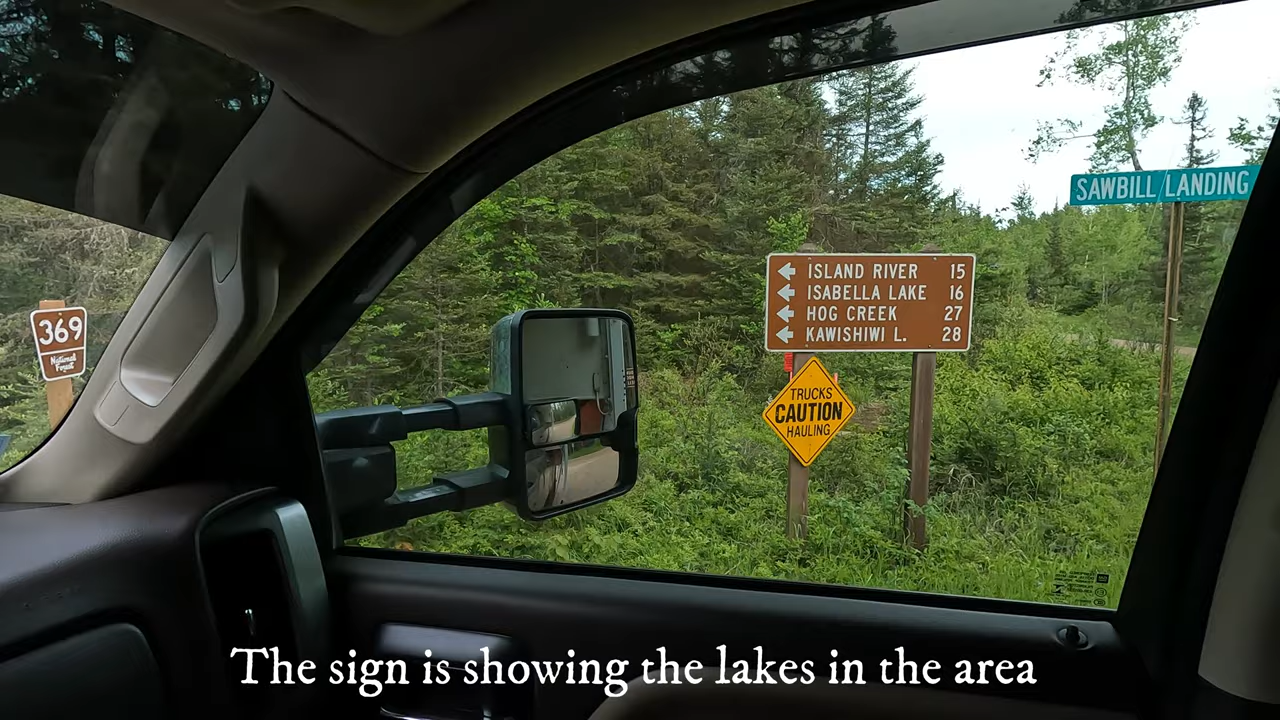 SAWBILL LANDING
ISLAND RIVER 15
ISABELLA LAKE 16
HOG CREEK 27
KAWISHIWI L. 28
369
National
Forest
TRUCKS
CAUTION
HAULING
The sign is showing the lakes in the area